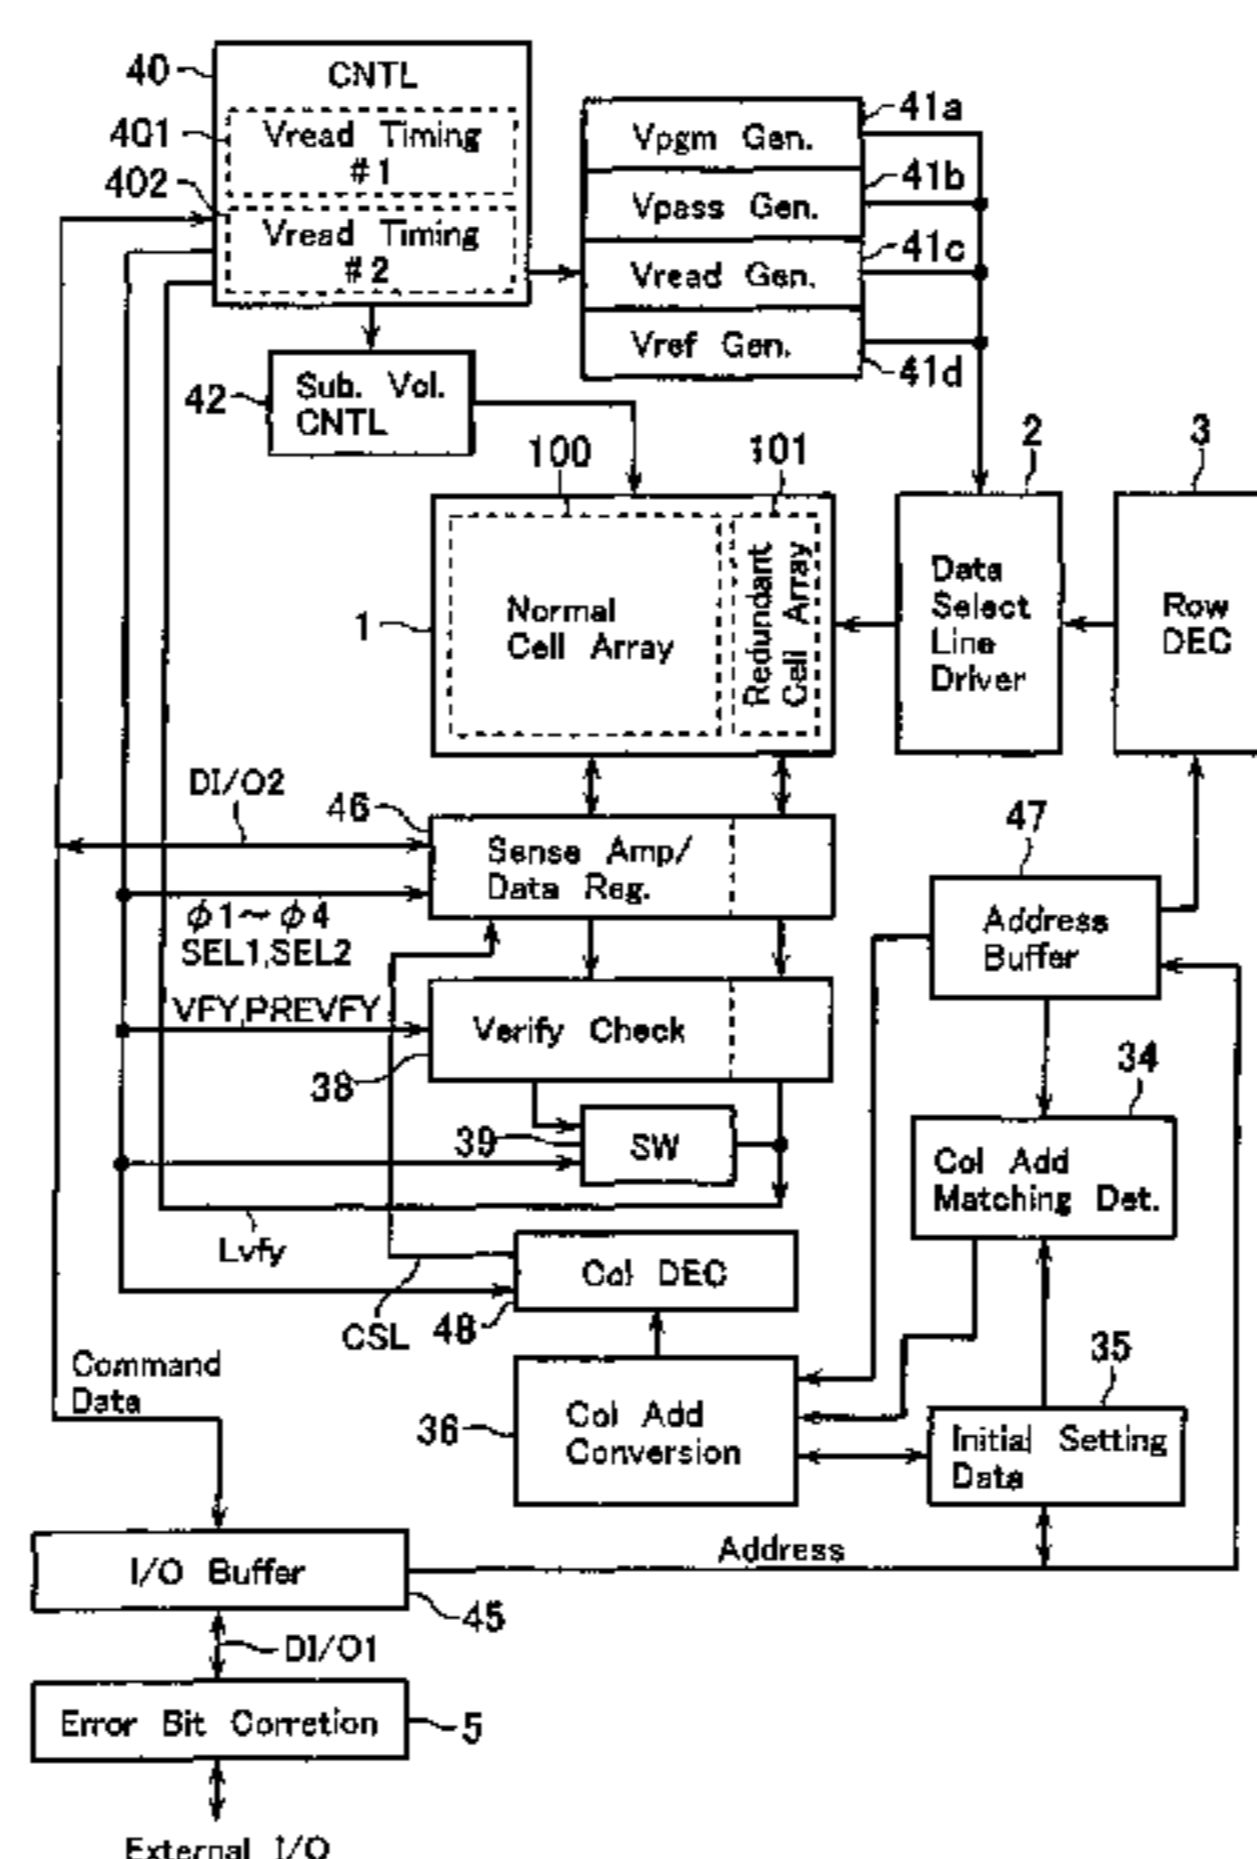 40
CNTL
401
Vread Timing
#1
402
Vread Timing
#2
Vpgm Gen.
41a
Vpass Gen.
41b
Vread Gen.
41c
Vref Gen.
41d
42
Sub. Vol.
CNTL
100
101
2
3
1
Normal
Cell Array
Redundant
Cell Array
Data
Select
Line
Driver
Row
DEC
DI/O2
46
Sense Amp/
Data Reg.
47
Address
Buffer
ϕ1～ϕ4
SEL1,SEL2
VFY,PREVFY
Verify Check
38
34
39
SW
Col Add
Matching Det.
Lvfy
Col DEC
CSL
48
Command
Data
35
36
Col Add
Conversion
Initial Setting
Data
Address
I/O Buffer
45
DI/O1
Error Bit Corretion
5
External I/O